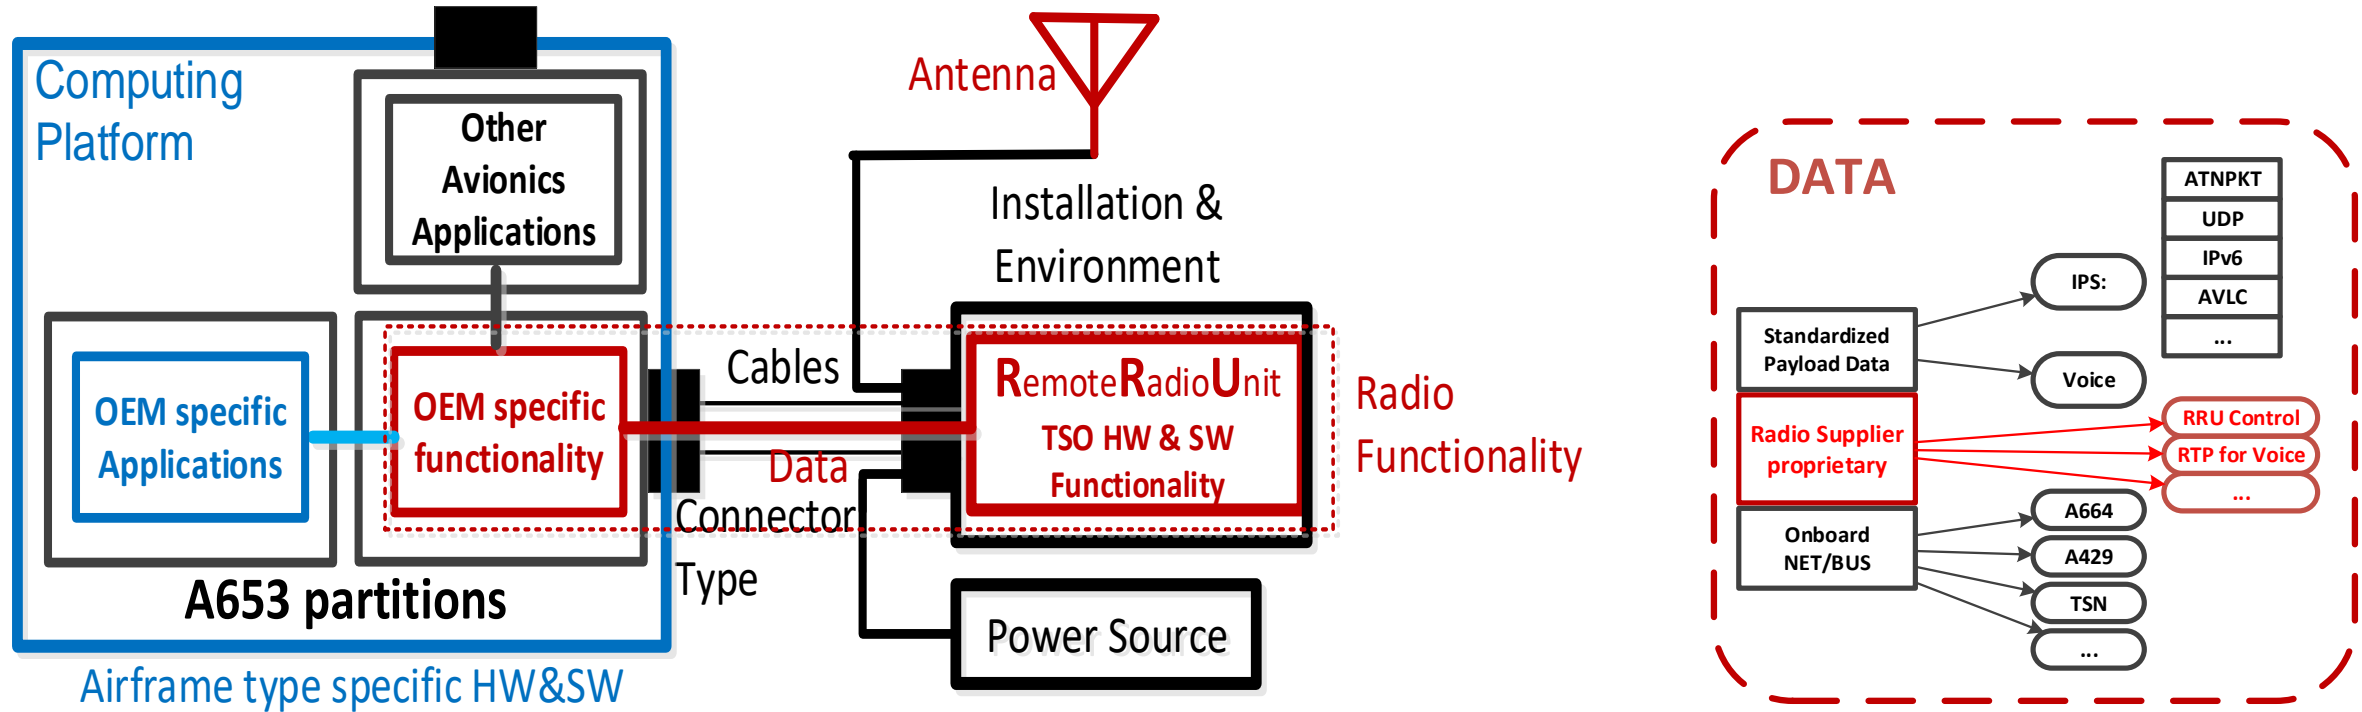 Computing
Platform
Other
Avionics
Applications
OEM specific
Applications
OEM specific
functionality
A653 partitions
Airframe type specific HW&SW
Antenna
Installation &
Environment
Cables
Data
Connector
Type
RemoteRadioUnit
TSO HW & SW
Functionality
Power Source
Radio
Functionality
DATA
ATNPKT
UDP
IPv6
AVLC
...
IPS:
Voice
Standardized
Payload Data
Radio Supplier
proprietary
RRU Control
RTP for Voice
...
Onboard
NET/BUS
A664
A429
TSN
...